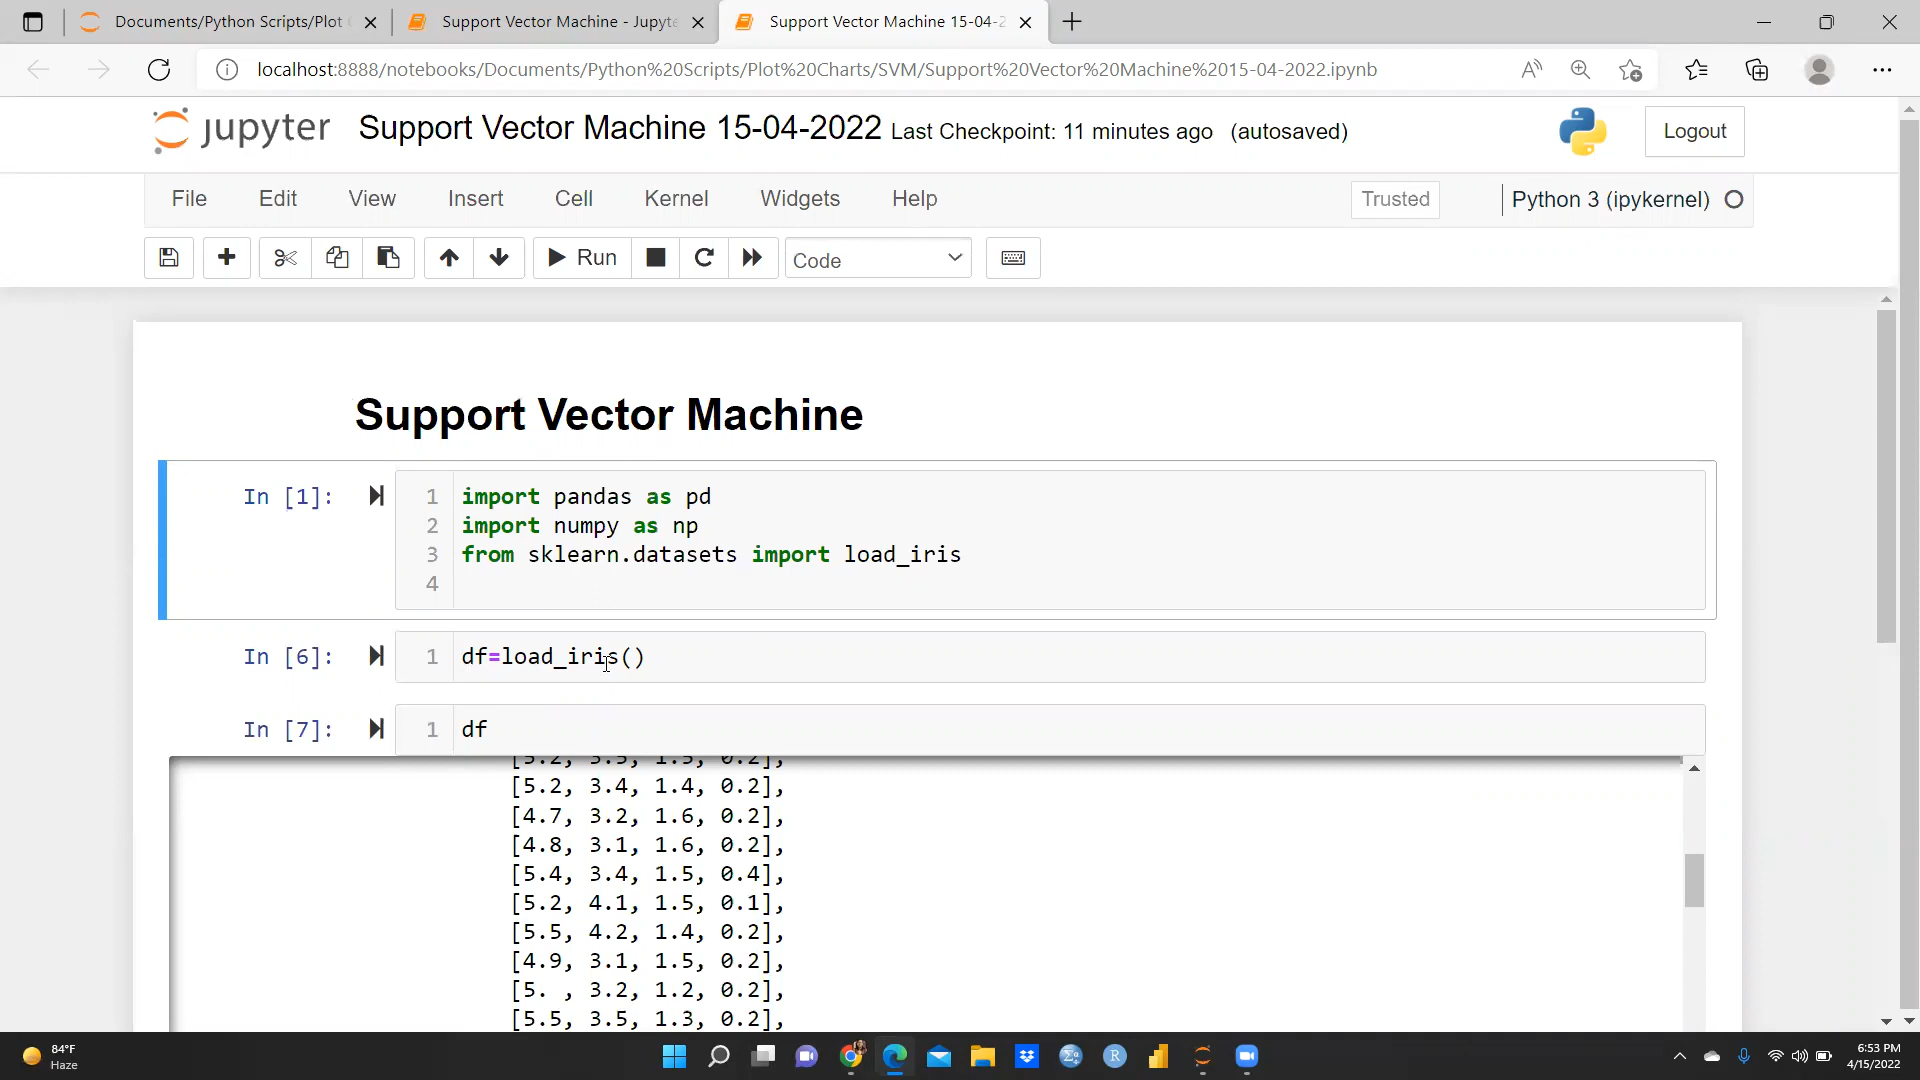 Documents/Python Scripts/Plot
Support Vector Machine - Jupyte
Support Vector Machine 15-04-2
localhost:8888/notebooks/Documents/Python%20Scripts/Plot%20Charts/SVM/Support%20Vector%20Machine%2015-04-2022.ipynb
jupyter Support Vector Machine 15-04-2022 Last Checkpoint: 11 minutes ago (autosaved)
Logout
File Edit View Insert Cell Kernel Widgets Help
Trusted
Python 3 (ipykernel)
Run
Code
Support Vector Machine
In [1]:
1 import pandas as pd
2 import numpy as np
3 from sklearn.datasets import load_iris
4
In [6]: 1 df=load_iris()
In [7]: 1 df
[5.2, 3.5, 1.5, 0.2],
[5.2, 3.4, 1.4, 0.2],
[4.7, 3.2, 1.6, 0.2],
[4.8, 3.1, 1.6, 0.2],
[5.4, 3.4, 1.5, 0.4],
[5.2, 4.1, 1.5, 0.1],
[5.5, 4.2, 1.4, 0.2],
[4.9, 3.1, 1.5, 0.2],
[5. , 3.2, 1.2, 0.2],
[5.5, 3.5, 1.3, 0.2],
84°F
Haze
6:53 PM
4/15/2022